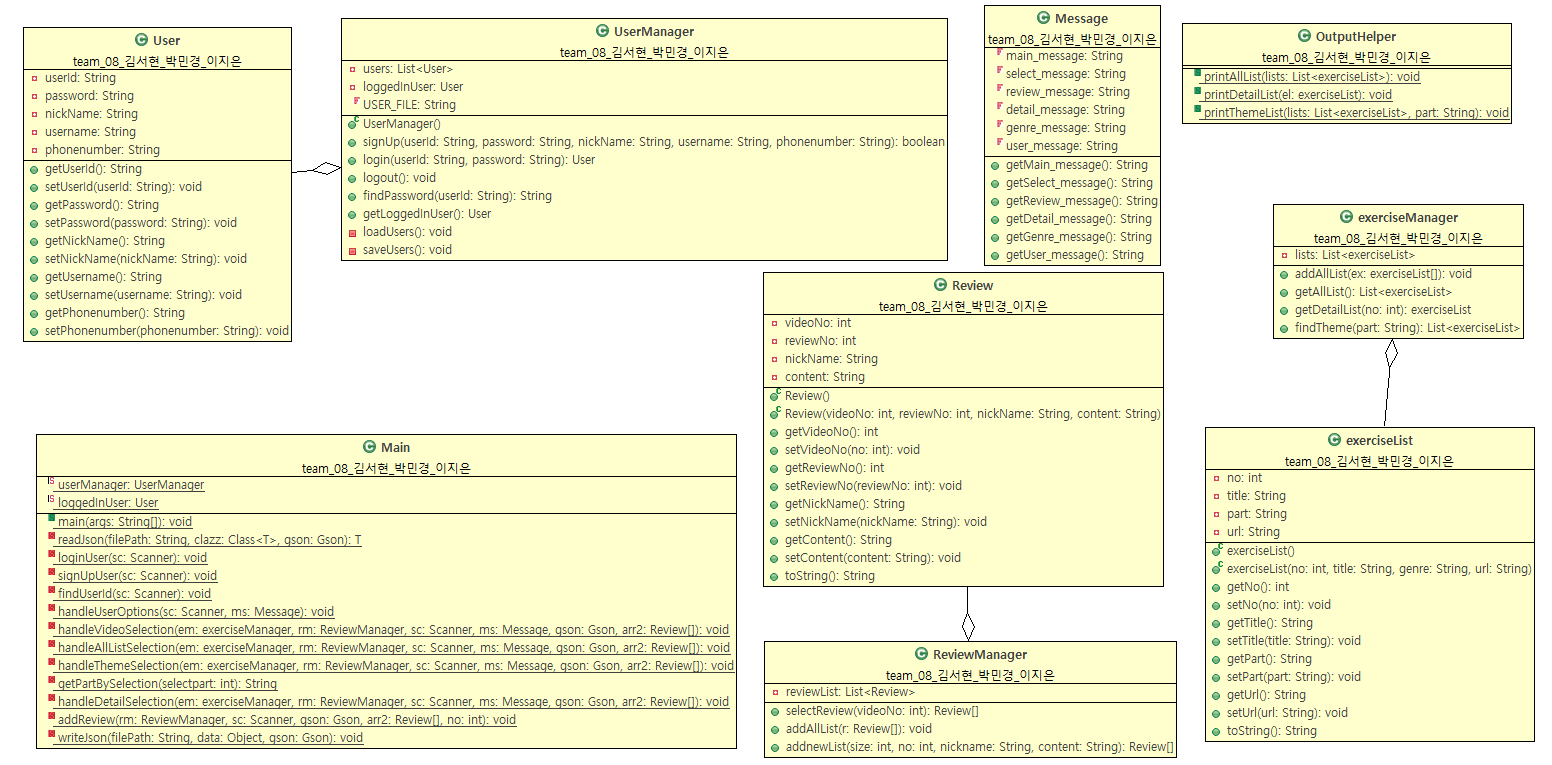 User
team_08_김서현_박민경_이지은
userId: String
password: String
nickName: String
username: String
phonenumber: String
getUserId(): String
setUserId(userId: String): void
getPassword(): String
setPassword(password: String): void
getNickName(): String
setNickName(nickName: String): void
getUsername(): String
setUsername(username: String): void
getPhonenumber(): String
setPhonenumber(phonenumber: String): void
UserManager
team_08_김서현_박민경_이지은
users: List<User>
loggedInUser: User
USER_FILE: String
UserManager()
signUp(userId: String, password: String, nickName: String, username: String, phonenumber: String): boolean
login(userId: String, password: String): User
logout(): void
findPassword(userId: String): String
getLoggedInUser(): User
loadUsers(): void
saveUsers(): void
Message
team_08_김서현_박민경_이지은
main_message: String
select_message: String
review_message: String
detail_message: String
genre_message: String
user_message: String
getMain_message(): String
getSelect_message(): String
getReview_message(): String
getDetail_message(): String
getGenre_message(): String
getUser_message(): String
OutputHelper
team_08_김서현_박민경_이지은
printAllList(lists: List<exerciseList>): void
printDetailList(el: exerciseList): void
printThemeList(lists: List<exerciseList>, part: String): void
exerciseManager
team_08_김서현_박민경_이지은
lists: List<exerciseList>
addAllList(ex: exerciseList[]): void
getAllList(): List<exerciseList>
getDetailList(no: int): exerciseList
findTheme(part: String): List<exerciseList>
Review
team_08_김서현_박민경_이지은
videoNo: int
reviewNo: int
nickName: String
content: String
Review()
Review(videoNo: int, reviewNo: int, nickName: String, content: String)
getVideoNo(): int
setVideoNo(no: int): void
getReviewNo(): int
setReviewNo(reviewNo: int): void
getNickName(): String
setNickName(nickName: String): void
getContent(): String
setContent(content: String): void
toString(): String
Main
team_08_김서현_박민경_이지은
userManager: UserManager
loggedInUser: User
main(args: String[]): void
readJson(filePath: String, clazz: Class<T>, gson: Gson): T
loginUser(sc: Scanner): void
signUpUser(sc: Scanner): void
findUserId(sc: Scanner): void
handleUserOptions(sc: Scanner, ms: Message): void
handleVideoSelection(em: exerciseManager, rm: ReviewManager, sc: Scanner, ms: Message, gson: Gson, arr2: Review[]): void
handleAllListSelection(em: exerciseManager, rm: ReviewManager, sc: Scanner, ms: Message, gson: Gson, arr2: Review[]): void
handleThemeSelection(em: exerciseManager, rm: ReviewManager, sc: Scanner, ms: Message, gson: Gson, arr2: Review[]): void
getPartBySelection(selectpart: int): String
handleDetailSelection(em: exerciseManager, rm: ReviewManager, sc: Scanner, ms: Message, gson: Gson, arr2: Review[]): void
addReview(rm: ReviewManager, sc: Scanner, gson: Gson, arr2: Review[], no: int): void
writeJson(filePath: String, data: Object, gson: Gson): void
exerciseList
team_08_김서현_박민경_이지은
no: int
title: String
part: String
url: String
exerciseList()
exerciseList(no: int, title: String, genre: String, url: String)
getNo(): int
setNo(no: int): void
getTitle(): String
setTitle(title: String): void
getPart(): String
setPart(part: String): void
getUrl(): String
setUrl(url: String): void
toString(): String
ReviewManager
team_08_김서현_박민경_이지은
reviewList: List<Review>
selectReview(videoNo: int): Review[]
addAllList(r: Review[]): void
addnewList(size: int, no: int, nickname: String, content: String): Review[]